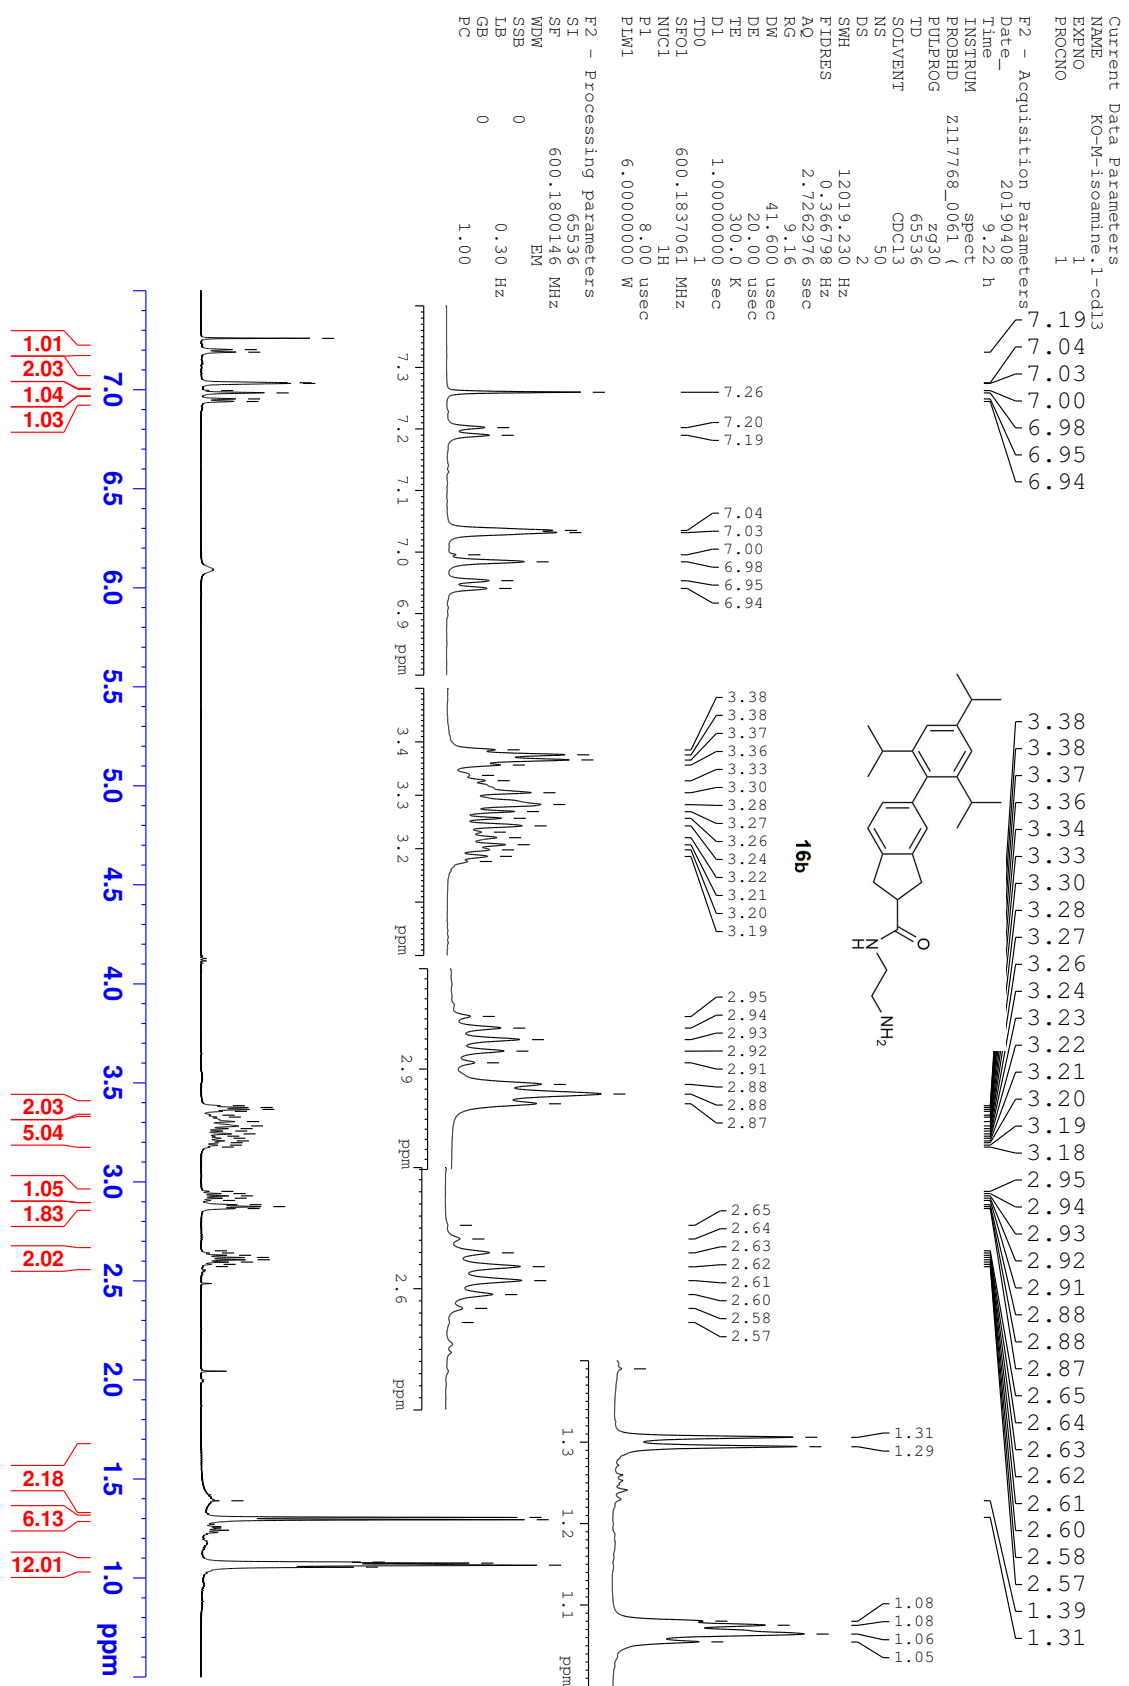 Current Data Parameters
NAME KO-M-isoamine.1-cdl3
EXPNO 1
PROCNO 1
F2 - Acquisition Parameters
Date_ 20190408
Time 9.22 h
INSTRUM spect
PROBHD Z117768_0061 (
PULPROG zg30
TD 65536
SOLVENT CDCl3
NS 50
DS 2
SWH 12019.230 Hz
FIDRES 0.366798 Hz
AQ 2.7262976 sec
RG 9.16
DW 41.600 usec
DE 20.00 usec
TE 300.0 K
D1 1.00000000 sec
TD0 1
SFO1 600.1837061 MHz
NUC1 1H
P1 8.00 usec
PLW1 6.00000000 W
F2 - Processing parameters
SI 65536
SF 600.1800146 MHz
WDW EM
SSB 0
LB 0.30 Hz
GB 0
PC 1.00
7.19
7.04
7.03
7.00
6.98
6.95
6.94
3.38
3.38
3.37
3.36
3.34
3.33
3.30
3.28
3.27
3.26
3.24
3.23
3.22
3.21
3.20
3.19
3.18
2.95
2.94
2.93
2.92
2.91
2.88
2.88
2.87
2.65
2.64
2.63
2.62
2.61
2.60
2.58
2.57
1.39
1.31
O
N
H
NH2
16b
7.26
7.20
7.19
7.04
7.03
7.00
6.98
6.95
6.94
7.3 7.2 7.1 7.0 6.9 ppm
3.38
3.38
3.37
3.36
3.33
3.30
3.28
3.27
3.26
3.24
3.22
3.21
3.20
3.19
3.4 3.3 3.2 ppm
2.95
2.94
2.93
2.92
2.91
2.88
2.88
2.87
2.9 ppm
2.65
2.64
2.63
2.62
2.61
2.60
2.58
2.57
2.6 ppm
1.31
1.29
1.08
1.08
1.06
1.05
1.3 1.2 1.1 ppm
7.0 6.5 6.0 5.5 5.0 4.5 4.0 3.5 3.0 2.5 2.0 1.5 1.0 ppm
1.01
2.03
1.04
1.03
2.03
5.04
1.05
1.83
2.02
2.18
6.13
12.01